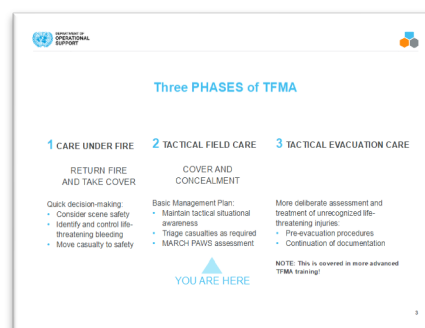 DEPARTMENT OF
OPERATIONAL
SUPPORT
Three PHASES of TFMA
1 CARE UNDER FIRE
RETURN FIRE
AND TAKE COVER
Quick decision-making:
• Consider scene safety
• Identify and control life-
threatening bleeding
• Move casualty to safety
2 TACTICAL FIELD CARE
COVER AND
CONCEALMENT
Basic Management Plan:
• Maintain tactical situational
awareness
• Triage casualties as required
• MARCH PAWS assessment
YOU ARE HERE
3 TACTICAL EVACUATION CARE
More deliberate assessment and
treatment of unrecognized life-
threatening injuries:
• Pre-evacuation procedures
• Continuation of documentation
NOTE: This is covered in more advanced
TFMA training!
3